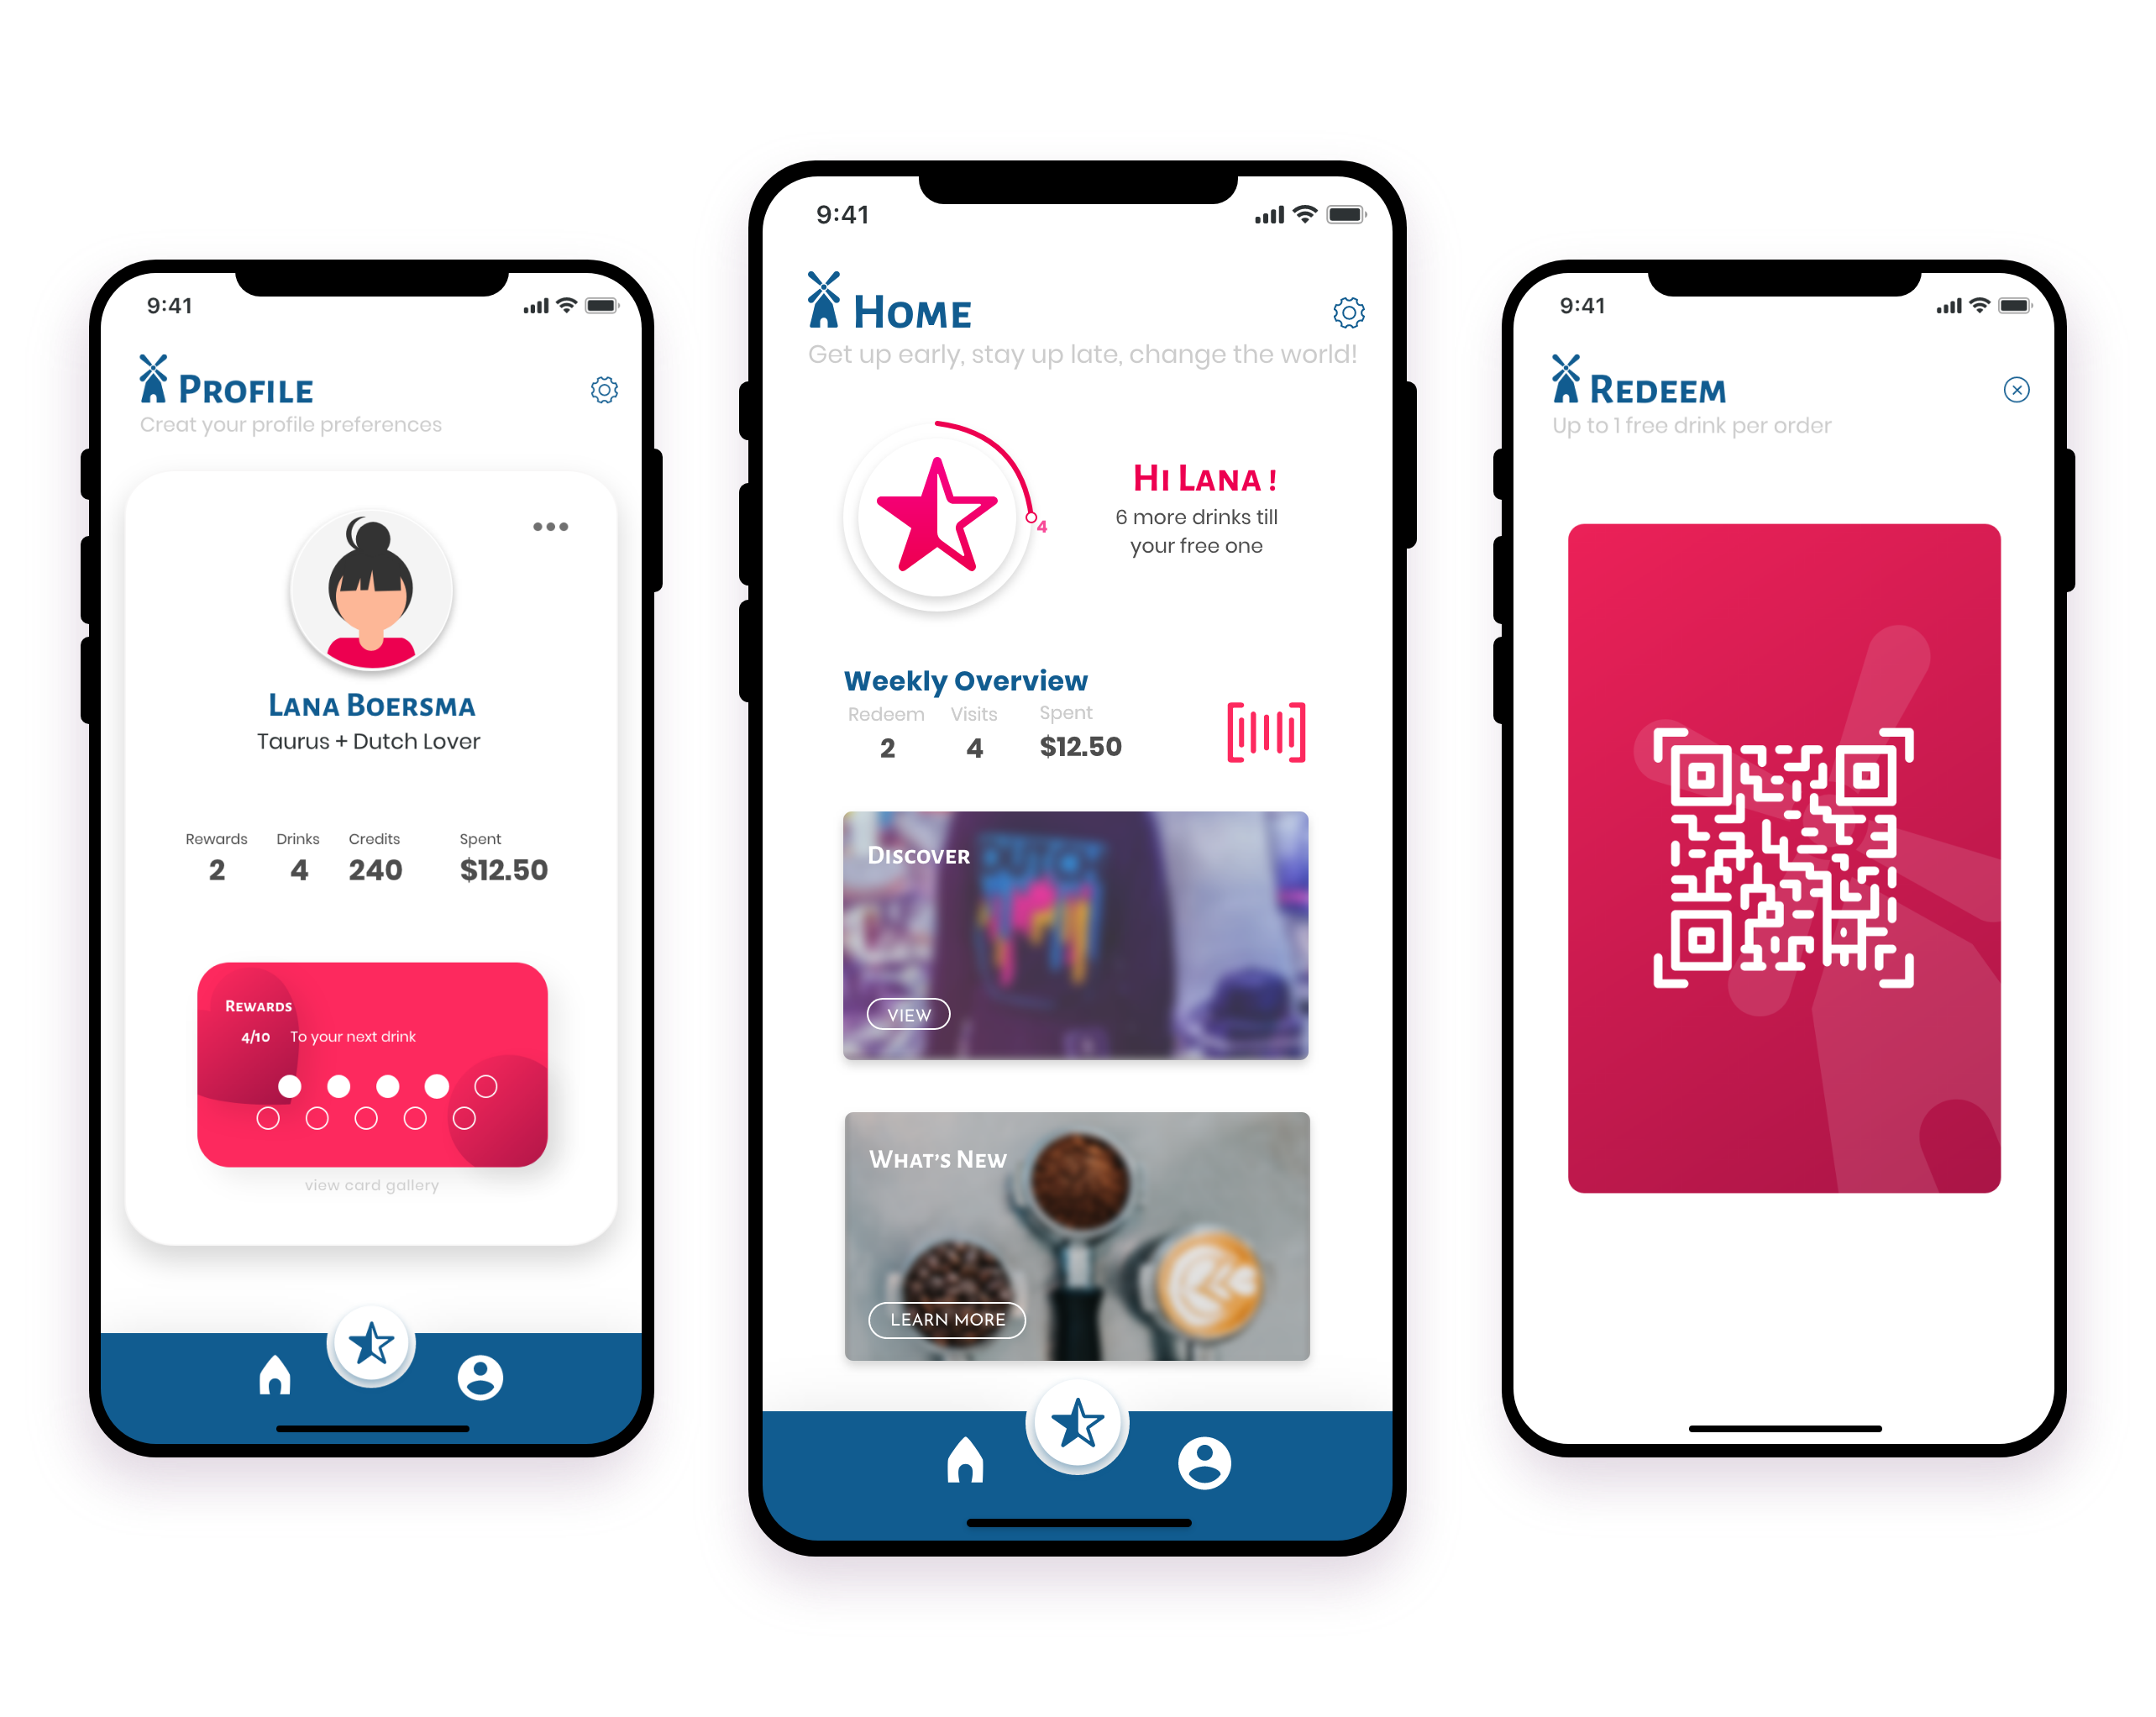 9:41
Profile
Creat your profile preferences
Lana Boersma
Taurus + Dutch Lover
Rewards Drinks Credits Spent
2 4 240 $12.50
Rewards
4/10 To your next drink
view card gallery
9:41
Home
Get up early, stay up late, change the world!
4
Hi Lana !
6 more drinks till
your free one
Weekly Overview
Redeem Visits Spent
2 4 $12.50
Discover
VIEW
What's New
LEARN MORE
9:41
Redeem
Up to 1 free drink per order